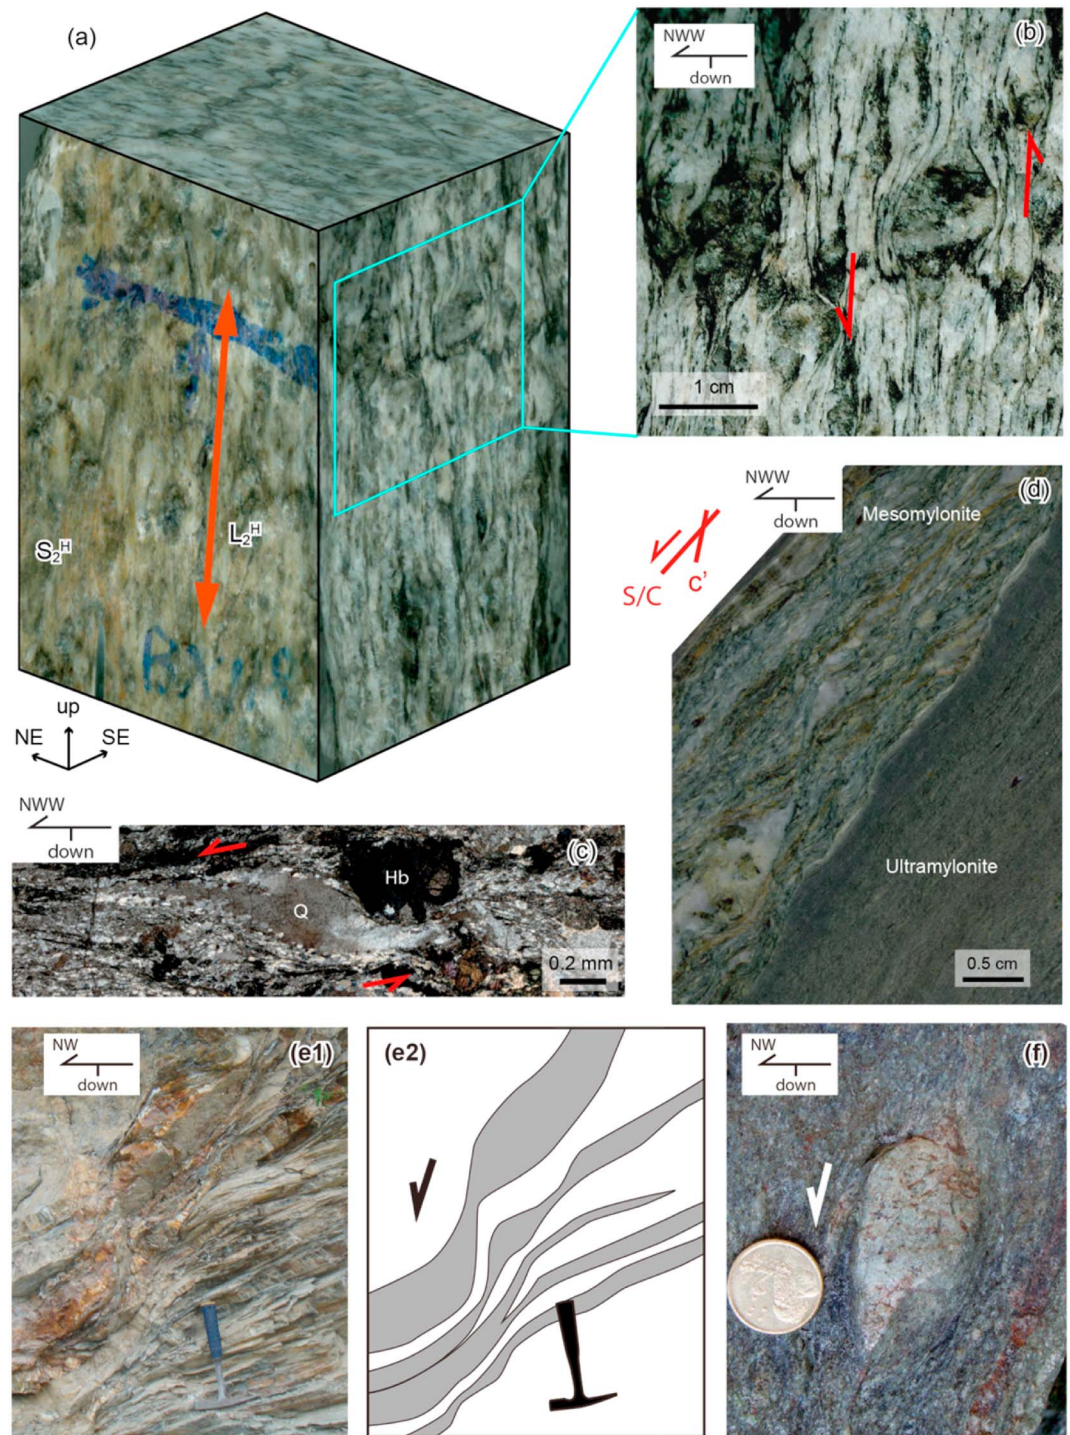 (a)
S₂ᴴ
L₂ᴴ
up
NE
SE
NWW
down
(b)
1 cm
NWW
down
(c)
Hb
Q
0.2 mm
NWW
down
(d)
S/C
c'
Mesomylonite
Ultramylonite
0.5 cm
NW
down
(e1)
(e2)
NW
down
(f)